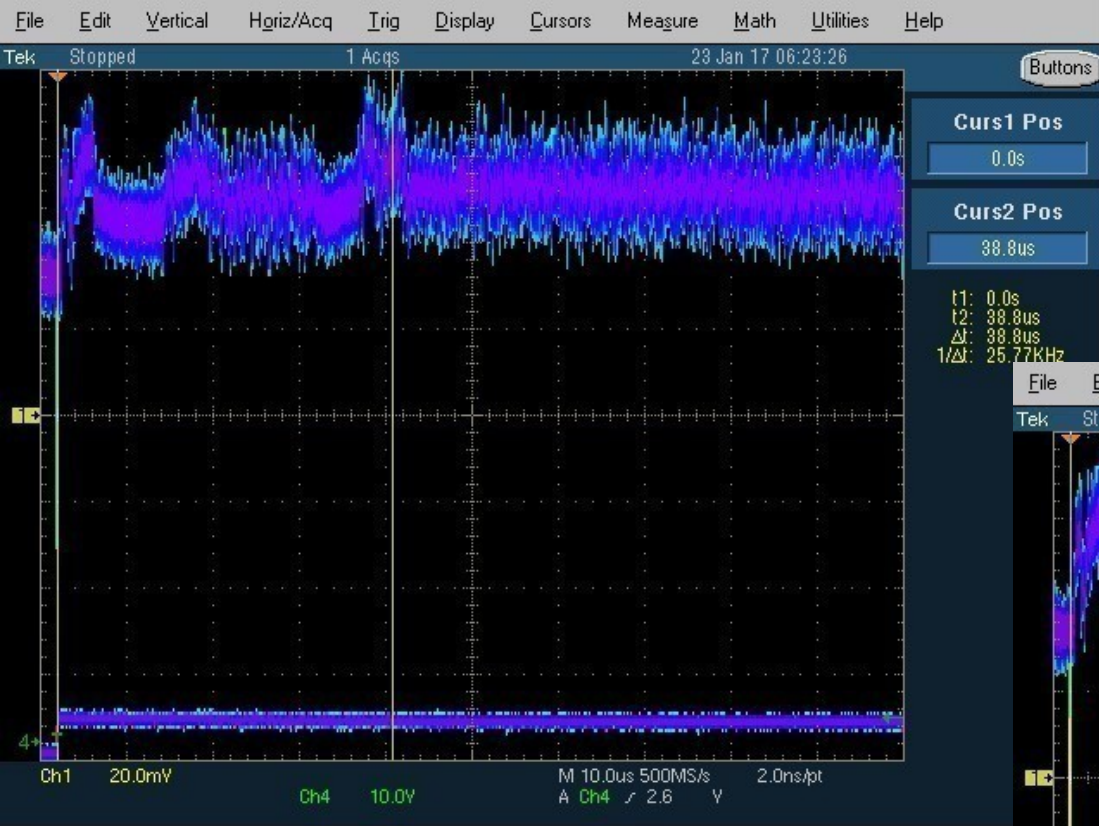 File Edit Vertical Horiz/Acq Trig Display Cursors Measure Math Utilities Help
Tek Stopped 1 Acqs 23 Jan 17 06:23:26
Buttons
Curs1 Pos
0.0s
Curs2 Pos
38.8us
t1: 0.0s
t2: 38.8us
Δt: 38.8us
1/Δt: 25.77KHz
File E
Tek St
1
1
4
Ch1 20.0mV M 10.0us 500MS/s 2.0ns/pt
Ch4 10.0V A Ch4 / 2.6 V